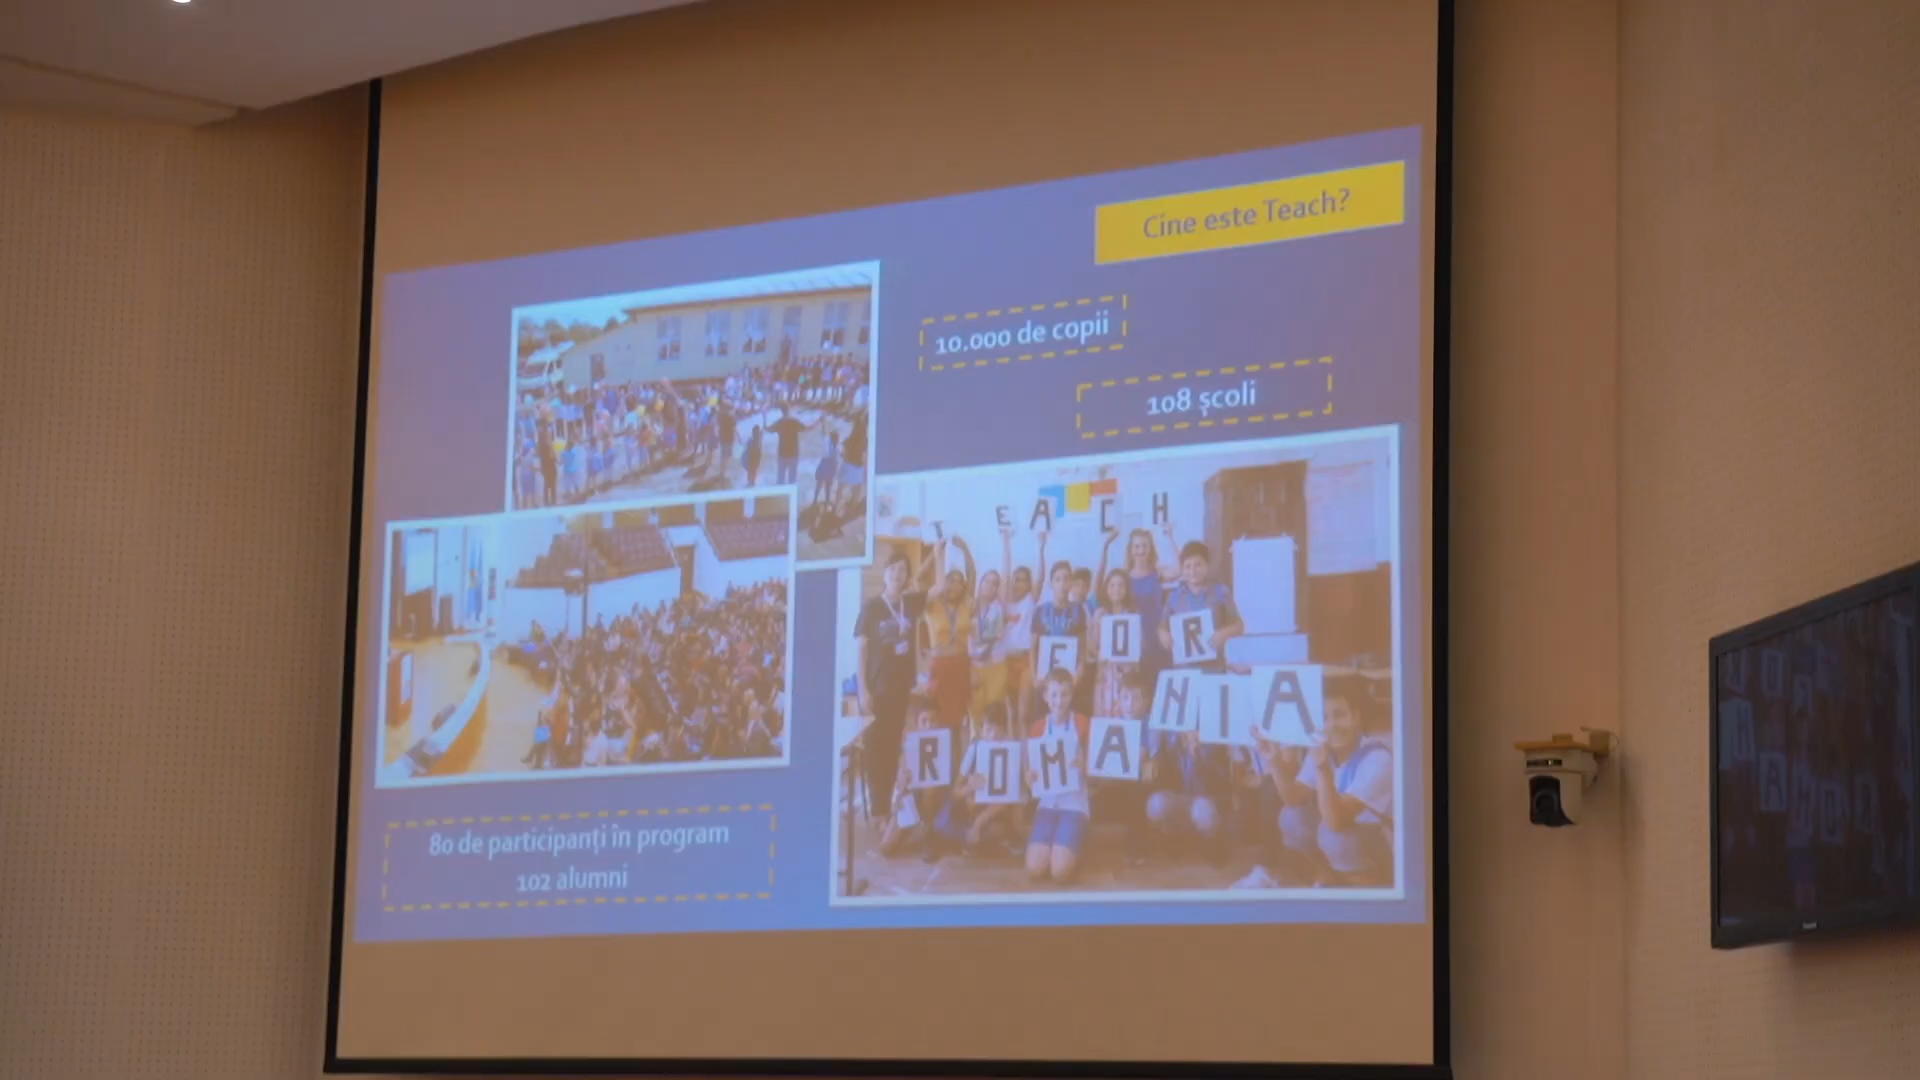 Cine este Teach?
10.000 de copii
108 școli
TEACH
FOR
ROMANIA
80 de participanți în program
102 alumni